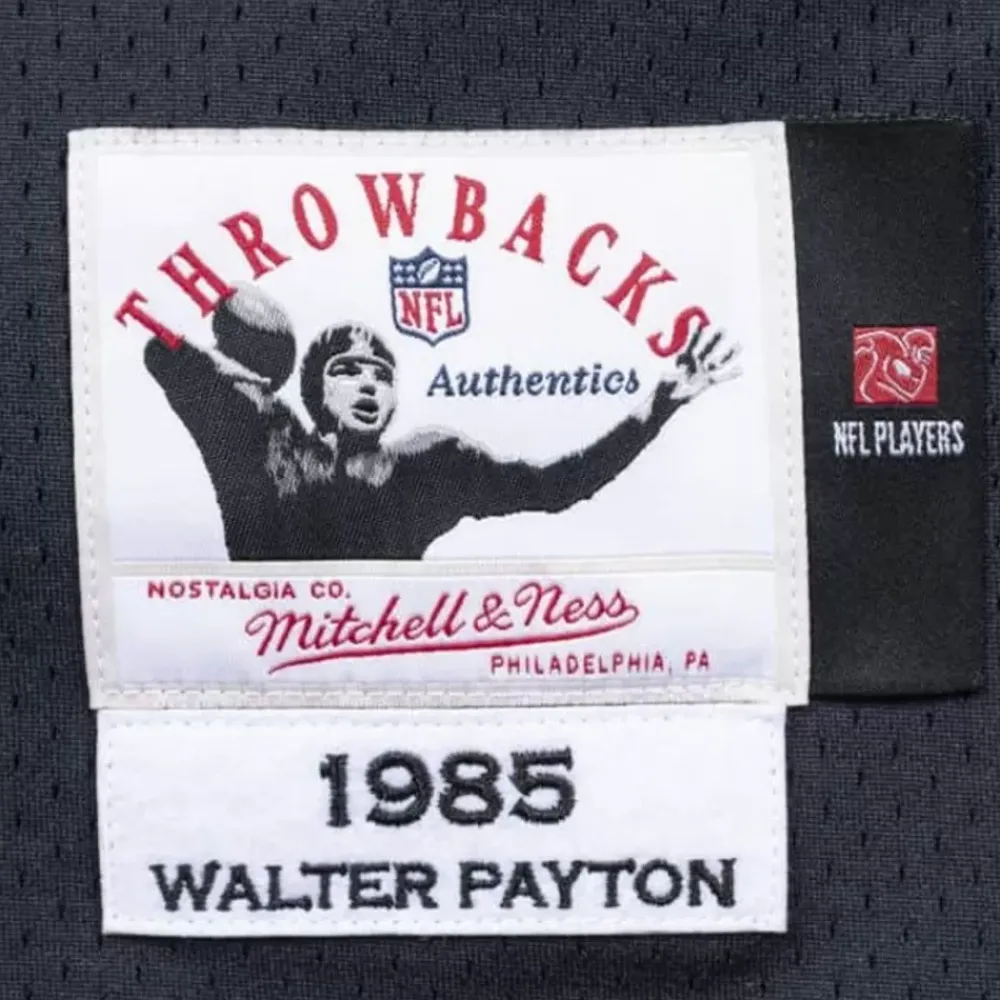 THROWBACKS
NFL
Authentics
NFL PLAYERS
NOSTALGIA CO.
Mitchell & Ness
PHILADELPHIA, PA
1985
WALTER PAYTON